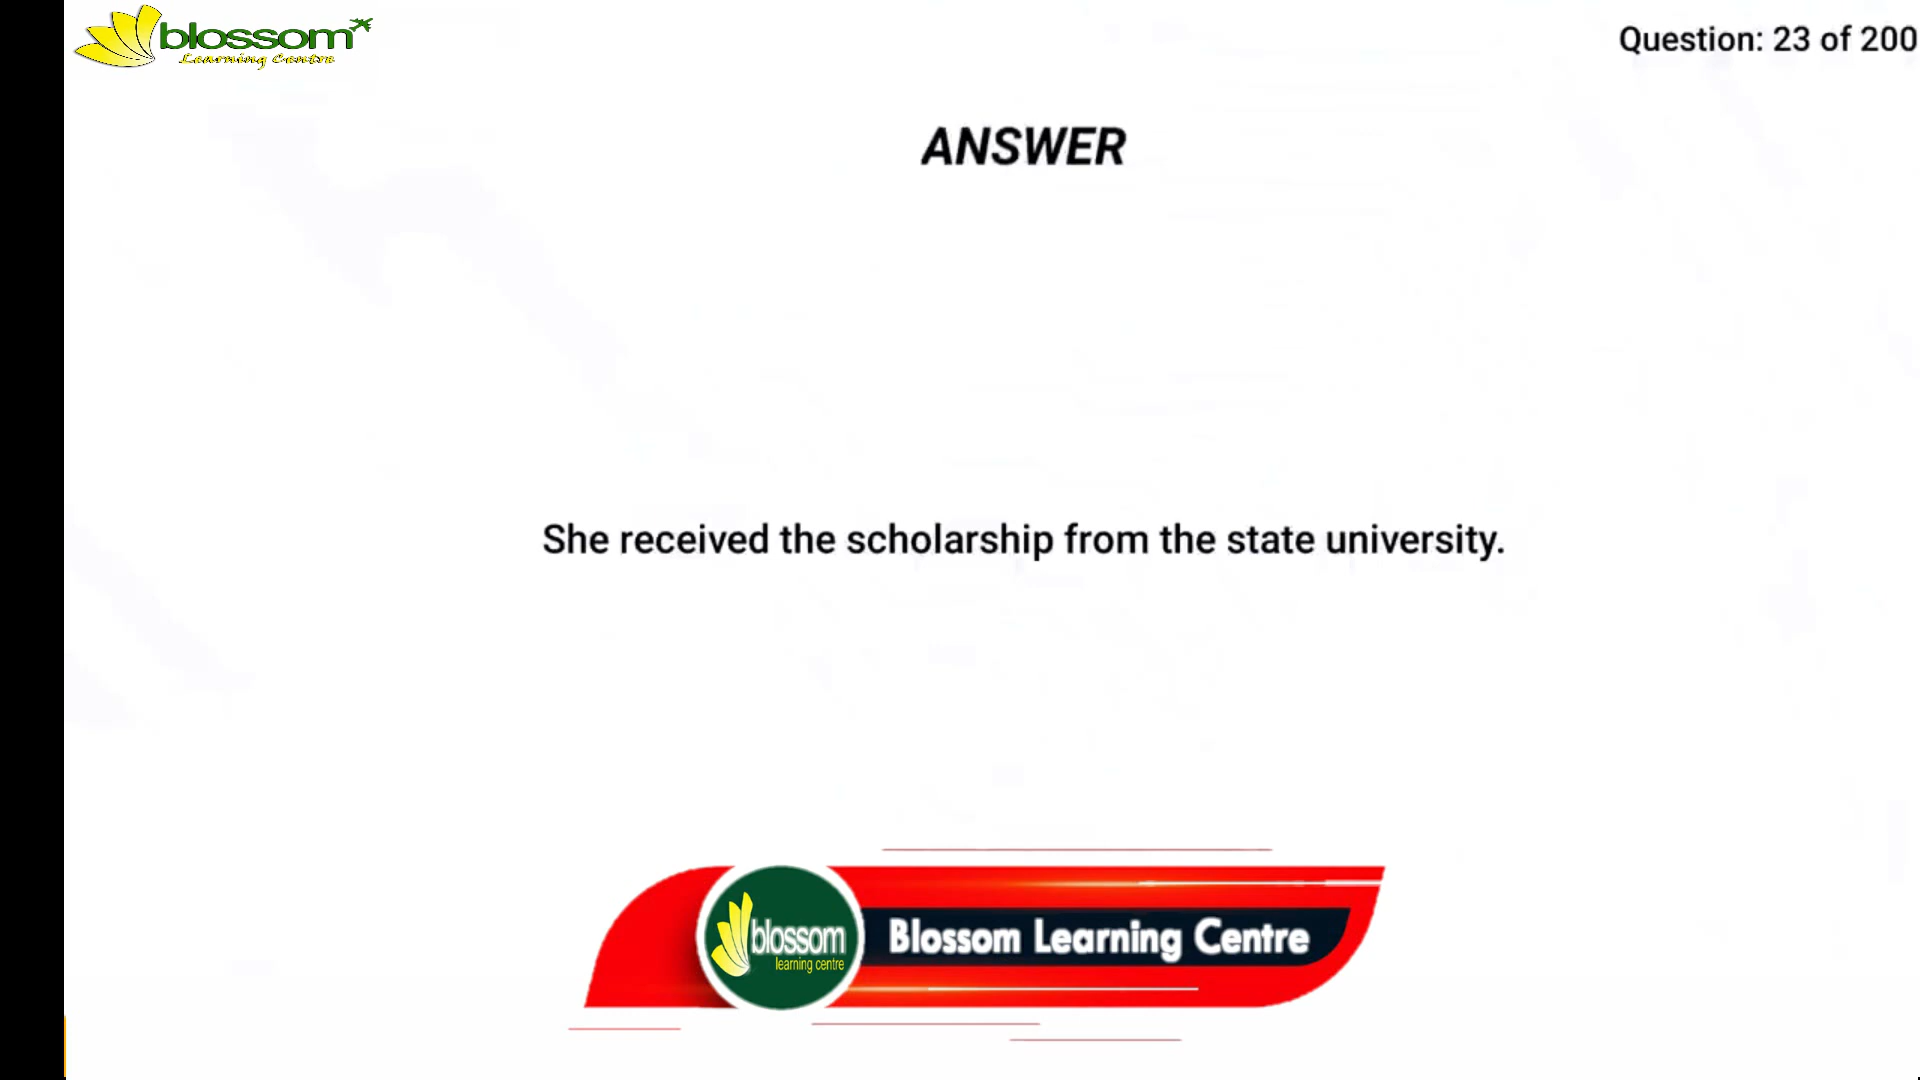 blossom
Learning Centre
Question: 23 of 200
ANSWER
She received the scholarship from the state university.
blossom
learning centre
Blossom Learning Centre